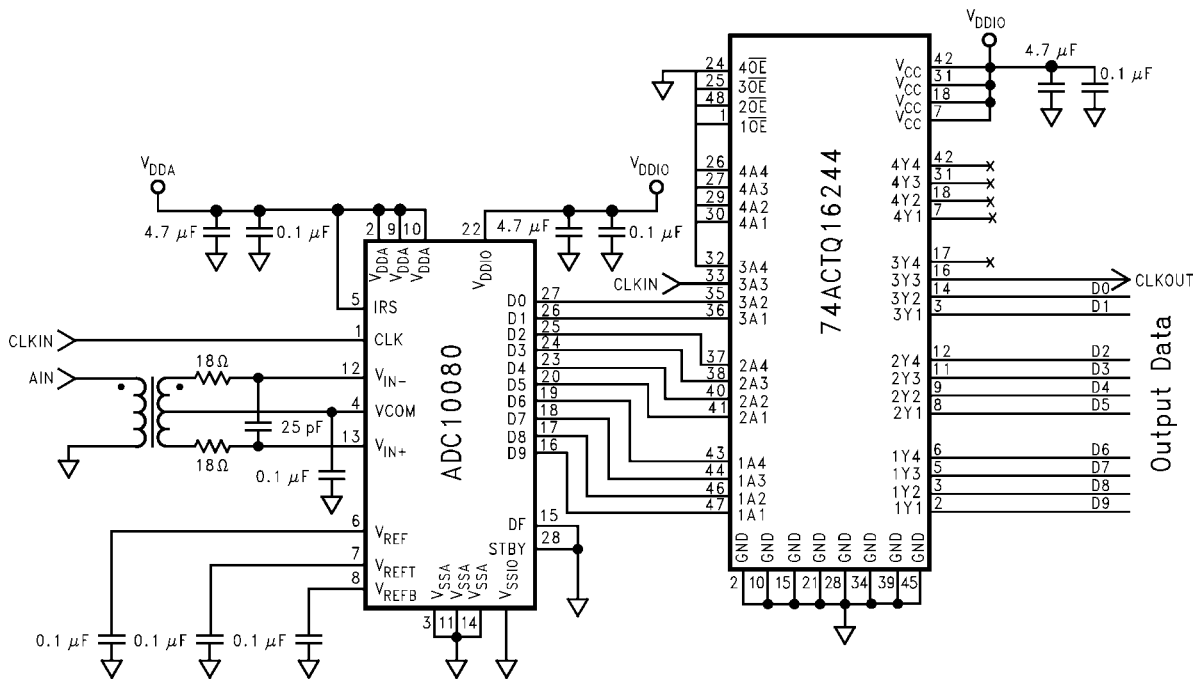 V_DDIO
4.7 µF
0.1 µF
24 4OE
25 3OE
48 2OE
1 1OE
V_CC 42
V_CC 31
V_CC 18
V_CC 7
26 4A4
27 4A3
29 4A2
30 4A1
4Y4 42
4Y3 31
4Y2 18
4Y1 7
32 3A4
CLKIN 33 3A3
35 3A2
36 3A1
3Y4 17
3Y3 16 CLKOUT
3Y2 14 D0
3Y1 3 D1
37 2A4
38 2A3
40 2A2
41 2A1
2Y4 12 D2
2Y3 11 D3
2Y2 9 D4
2Y1 8 D5
43 1A4
44 1A3
46 1A2
47 1A1
1Y4 6 D6
1Y3 5 D7
1Y2 3 D8
1Y1 2 D9
74ACTQ16244
Output Data
GND GND GND GND GND GND GND GND
2 10 15 21 28 34 39 45
V_DDA
4.7 µF
0.1 µF
V_DDIO
4.7 µF
0.1 µF
2 9 10 22
V_DDA V_DDA V_DDA V_DDIO
5 IRS
CLKIN 1 CLK
AIN
18Ω
12 V_IN-
4 VCOM
25 pF
13 V_IN+
18Ω
0.1 µF
6 V_REF
7 V_REFT
8 V_REFB
0.1 µF 0.1 µF 0.1 µF
ADC10080
D0 27
D1 26
D2 25
D3 24
D4 23
D5 20
D6 19
D7 18
D8 17
D9 16
DF 15
STBY 28
V_SSA V_SSA V_SSA V_SSIO
3 11 14